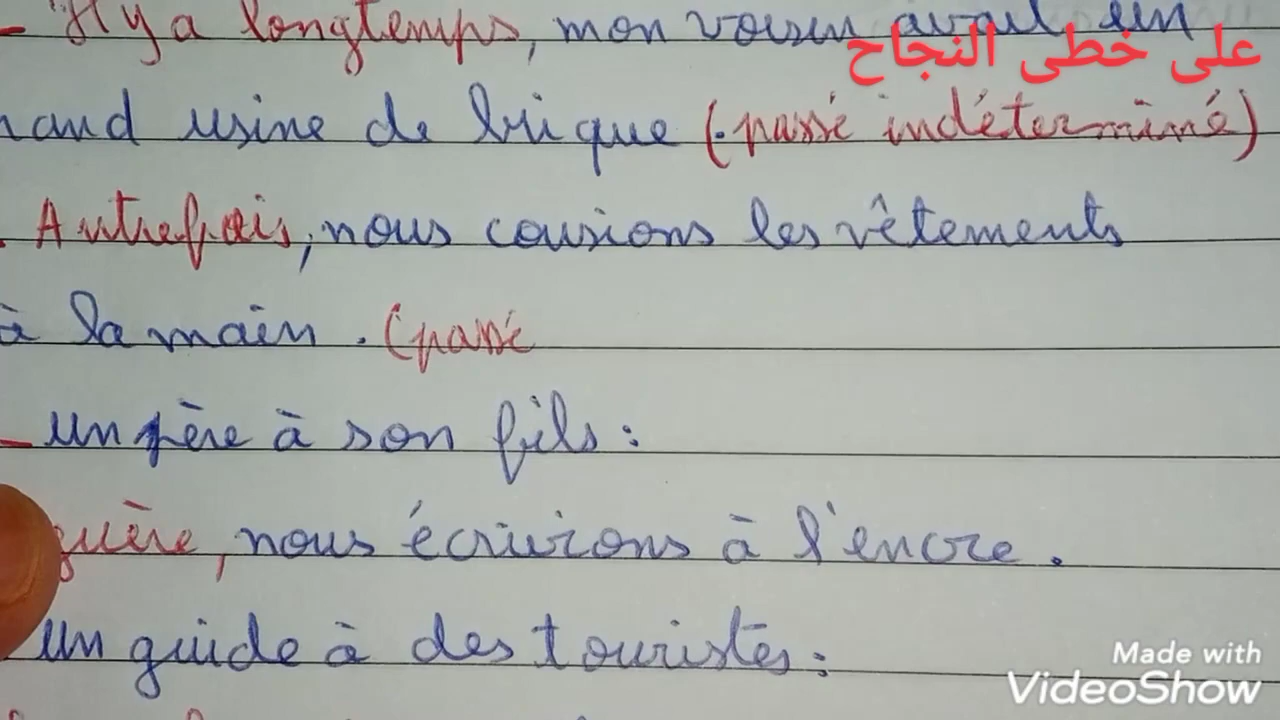 - Il y a longtemps, mon voisin avait un
على خطى النجاح
rand usine de brique (passé indéterminé)
. Autrefois, nous cousions les vêtements
à la main. (passé
- un père à son fils:
guère, nous écrivions à l'encre.
un guide à des touristes:
Made with
VideoShow